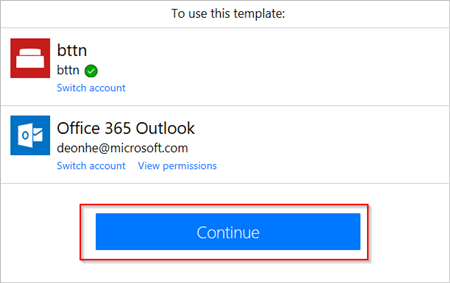 To use this template:
bttn
bttn
Switch account
Office 365 Outlook
deonhe@microsoft.com
Switch account View permissions
Continue